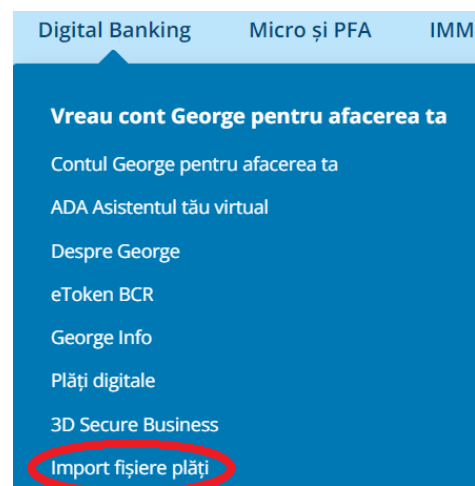 Digital Banking Micro și PFA IMM
Vreau cont George pentru afacerea ta
Contul George pentru afacerea ta
ADA Asistentul tău virtual
Despre George
eToken BCR
George Info
Plăți digitale
3D Secure Business
Import fișiere plăți